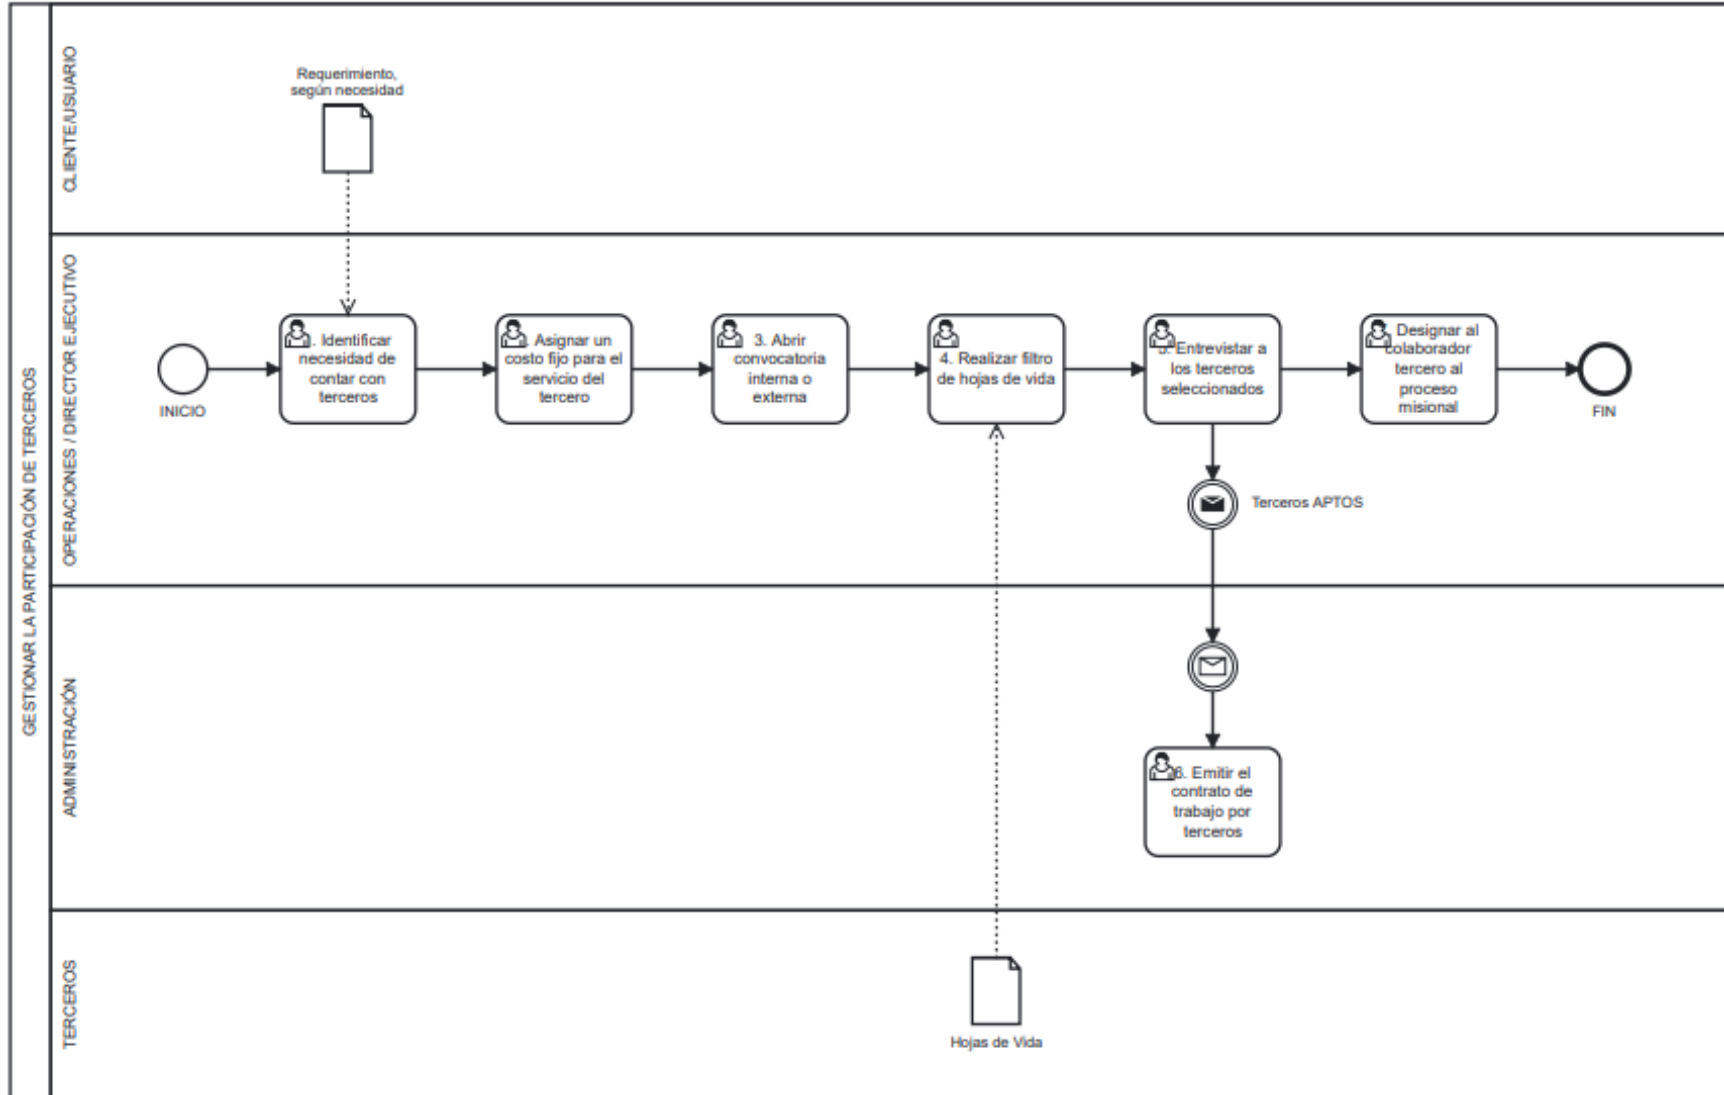 GESTIONAR LA PARTICIPACIÓN DE TERCEROS
CLIENTE/USUARIO
Requerimiento,
según necesidad
OPERACIONES / DIRECTOR EJECUTIVO
INICIO
. Identificar
necesidad de
contar con
terceros
. Asignar un
costo fijo para el
servicio del
tercero
3. Abrir
convocatoria
interna o
externa
4. Realizar filtro
de hojas de vida
5. Entrevistar a
los terceros
seleccionados
Designar al
colaborador
tercero al
proceso
misional
FIN
Terceros APTOS
ADMINISTRACIÓN
6. Emitir el
contrato de
trabajo por
terceros
TERCEROS
Hojas de Vida